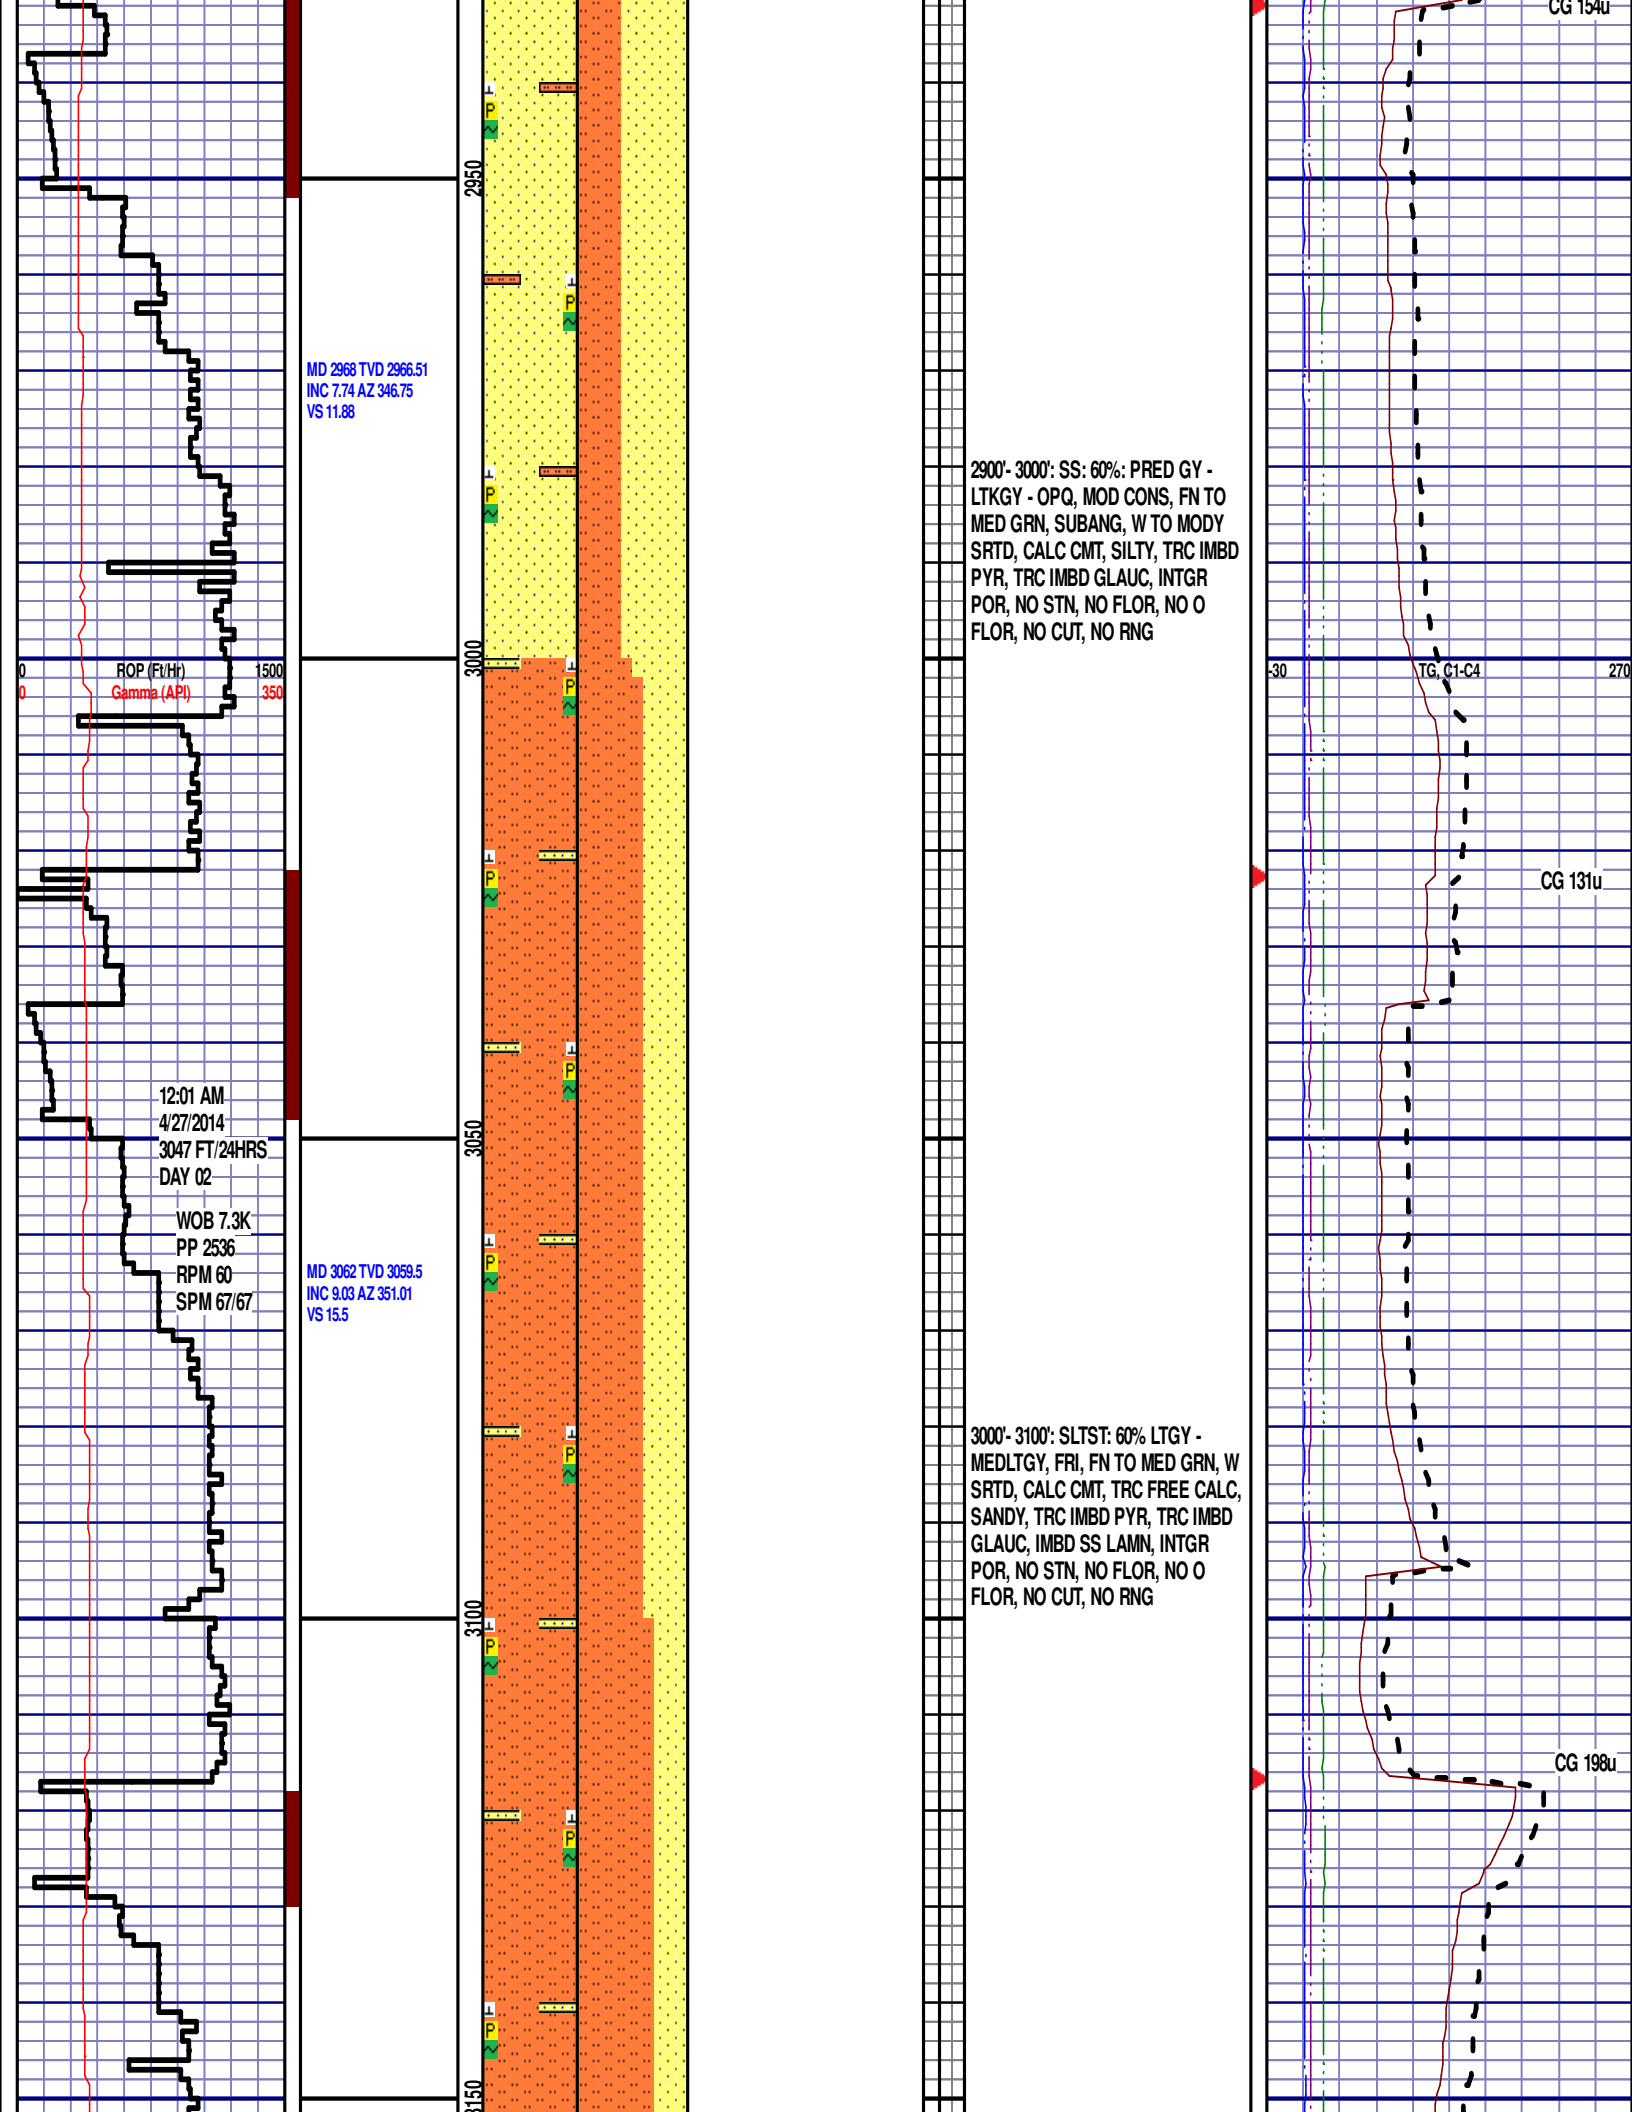 CG 154u
2950
MD 2968 TVD 2966.51
INC 7.74 AZ 346.75
VS 11.88
2900'- 3000': SS: 60%: PRED GY -
LTKGY - OPQ, MOD CONS, FN TO
MED GRN, SUBANG, W TO MODY
SRTD, CALC CMT, SILTY, TRC IMBD
PYR, TRC IMBD GLAUC, INTGR
POR, NO STN, NO FLOR, NO O
FLOR, NO CUT, NO RNG
3000
0 ROP (Ft/Hr) 1500
0 Gamma (API) 350
-30 TG, C1-C4 270
CG 131u
12:01 AM
4/27/2014
3047 FT/24HRS
DAY 02
WOB 7.3K
PP 2536
RPM 60
SPM 67/67
3050
MD 3062 TVD 3059.5
INC 9.03 AZ 351.01
VS 15.5
3000'- 3100': SLTST: 60% LTGY -
MEDLTGY, FRI, FN TO MED GRN, W
SRTD, CALC CMT, TRC FREE CALC,
SANDY, TRC IMBD PYR, TRC IMBD
GLAUC, IMBD SS LAMN, INTGR
POR, NO STN, NO FLOR, NO O
FLOR, NO CUT, NO RNG
3100
CG 198u
3150
P
P
P
P
P
P
P
P
P
P
P